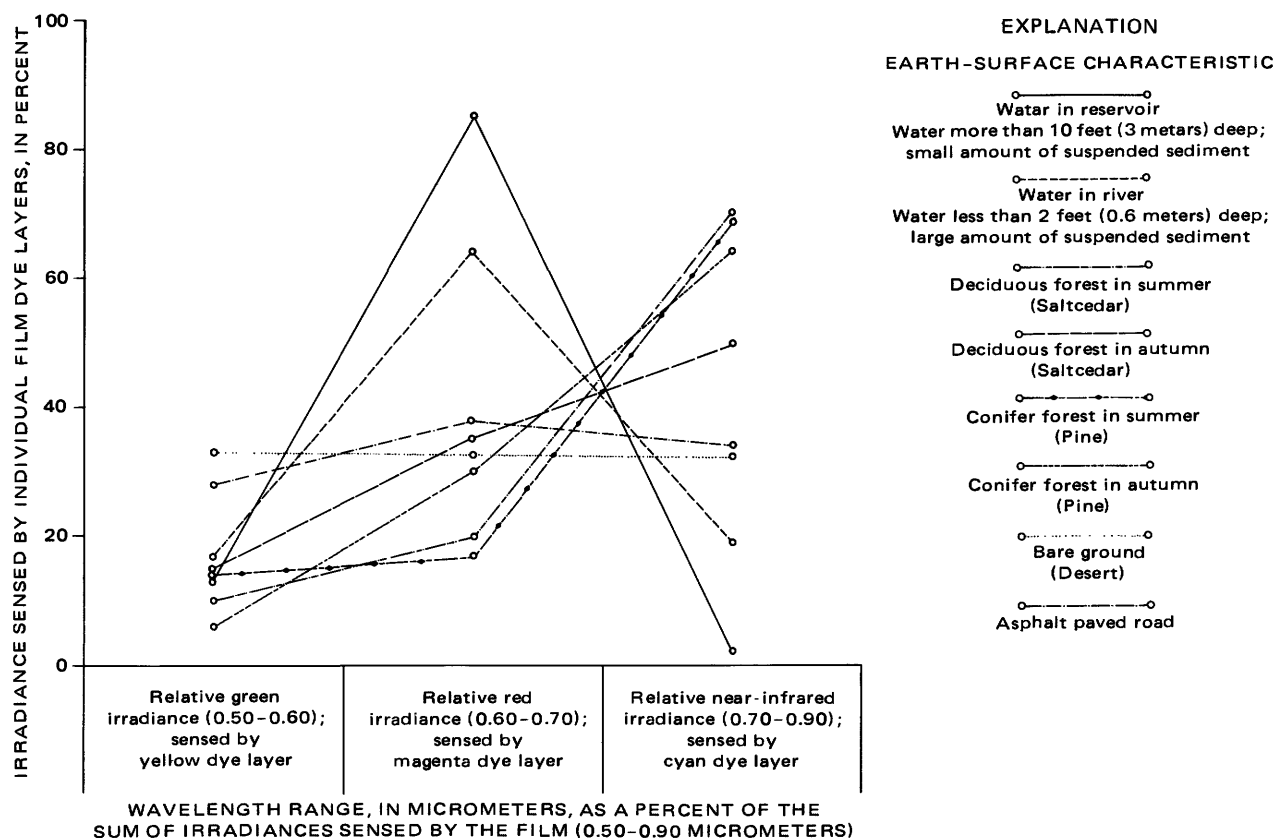 IRRADIANCE SENSED BY INDIVIDUAL FILM DYE LAYERS, IN PERCENT
100
80
60
40
20
0
Relative green
irradiance (0.50-0.60);
sensed by
yellow dye layer
Relative red
irradiance (0.60-0.70);
sensed by
magenta dye layer
Relative near-infrared
irradiance (0.70-0.90);
sensed by
cyan dye layer
WAVELENGTH RANGE, IN MICROMETERS, AS A PERCENT OF THE
SUM OF IRRADIANCES SENSED BY THE FILM (0.50-0.90 MICROMETERS)
EXPLANATION
EARTH-SURFACE CHARACTERISTIC
Watar in reservoir
Water more than 10 feet (3 metars) deep;
small amount of suspended sediment
Water in river
Water less than 2 feet (0.6 meters) deep;
large amount of suspended sediment
Deciduous forest in summer
(Saltcedar)
Deciduous forest in autumn
(Saltcedar)
Conifer forest in summer
(Pine)
Conifer forest in autumn
(Pine)
Bare ground
(Desert)
Asphalt paved road